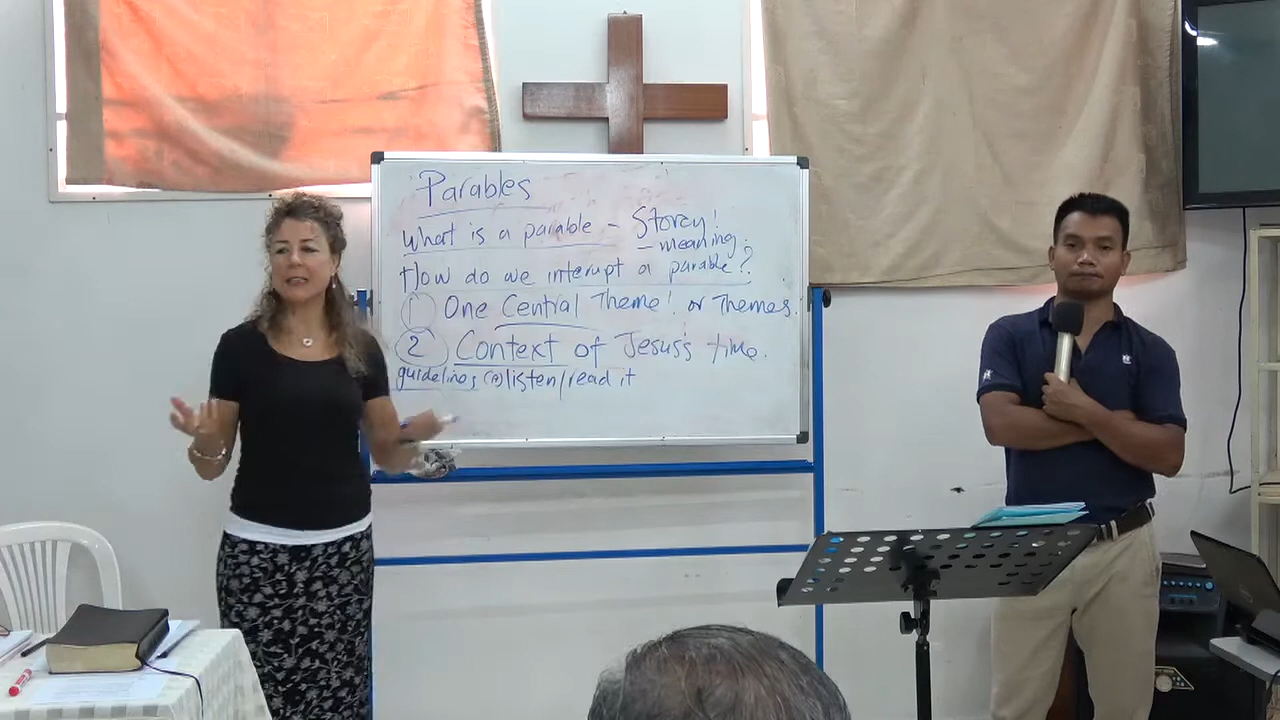 Parables
What is a parable - Storey!
- meaning.
How do we interupt a parable?
1 One Central Theme! or Themes.
2 Context of Jesus's time.
guidelines (A) listen/read it